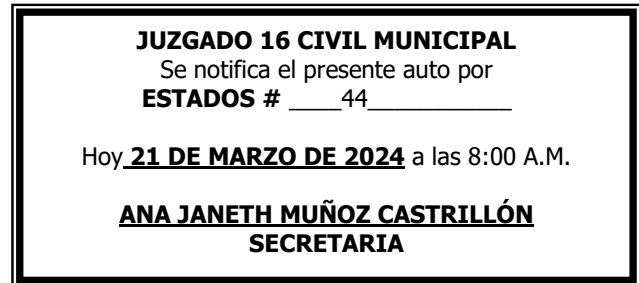 JUZGADO 16 CIVIL MUNICIPAL
Se notifica el presente auto por
ESTADOS # ____44___________
Hoy 21 DE MARZO DE 2024 a las 8:00 A.M.
ANA JANETH MUÑOZ CASTRILLÓN
SECRETARIA